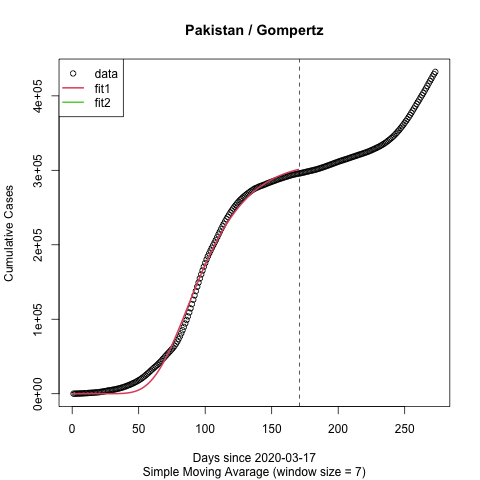 Pakistan / Gompertz
data
fit1
fit2
Cumulative Cases
0e+00 1e+05 2e+05 3e+05 4e+05
0 50 100 150 200 250
Days since 2020-03-17
Simple Moving Avarage (window size = 7)